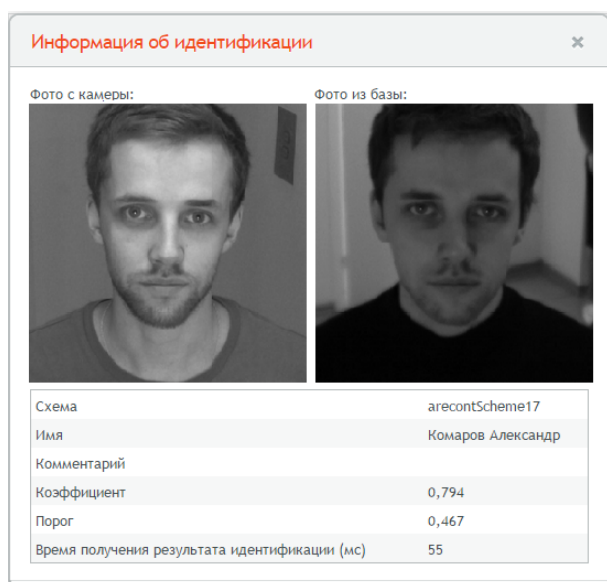 Информация об идентификации
Фото с камеры: Фото из базы:
Схема arecontScheme17
Имя Комаров Александр
Комментарий
Коэффициент 0,794
Порог 0,467
Время получения результата идентификации (мс) 55